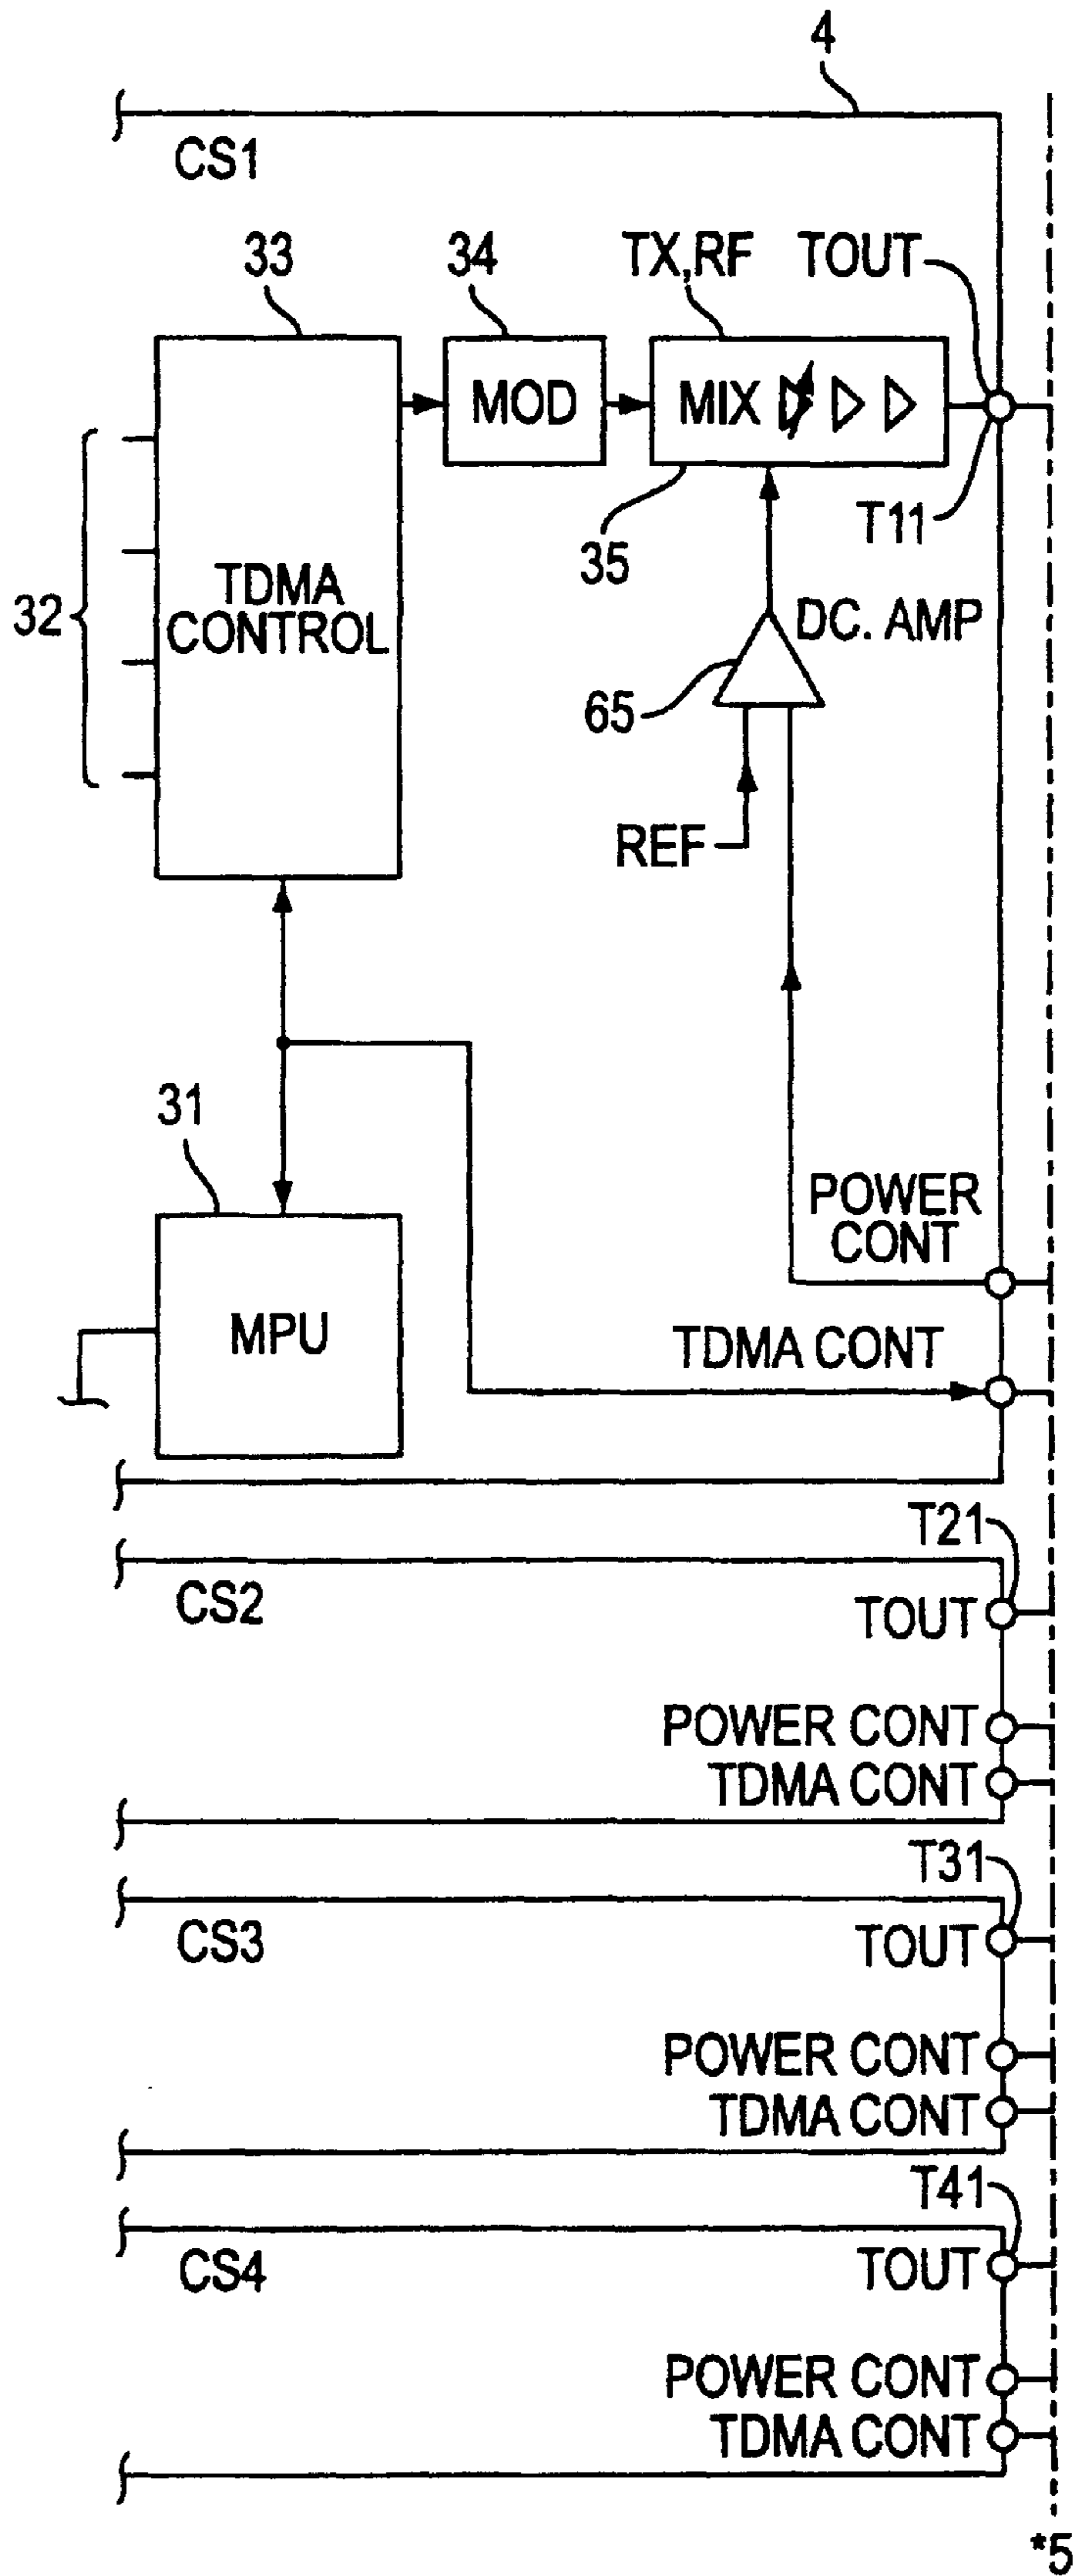 4
CS1
33
34
TX,RF
TOUT
MOD
MIX
T11
35
32
TDMA
CONTROL
DC. AMP
65
REF
31
POWER
CONT
MPU
TDMA CONT
T21
CS2
TOUT
POWER CONT
TDMA CONT
T31
CS3
TOUT
POWER CONT
TDMA CONT
T41
CS4
TOUT
POWER CONT
TDMA CONT
*5